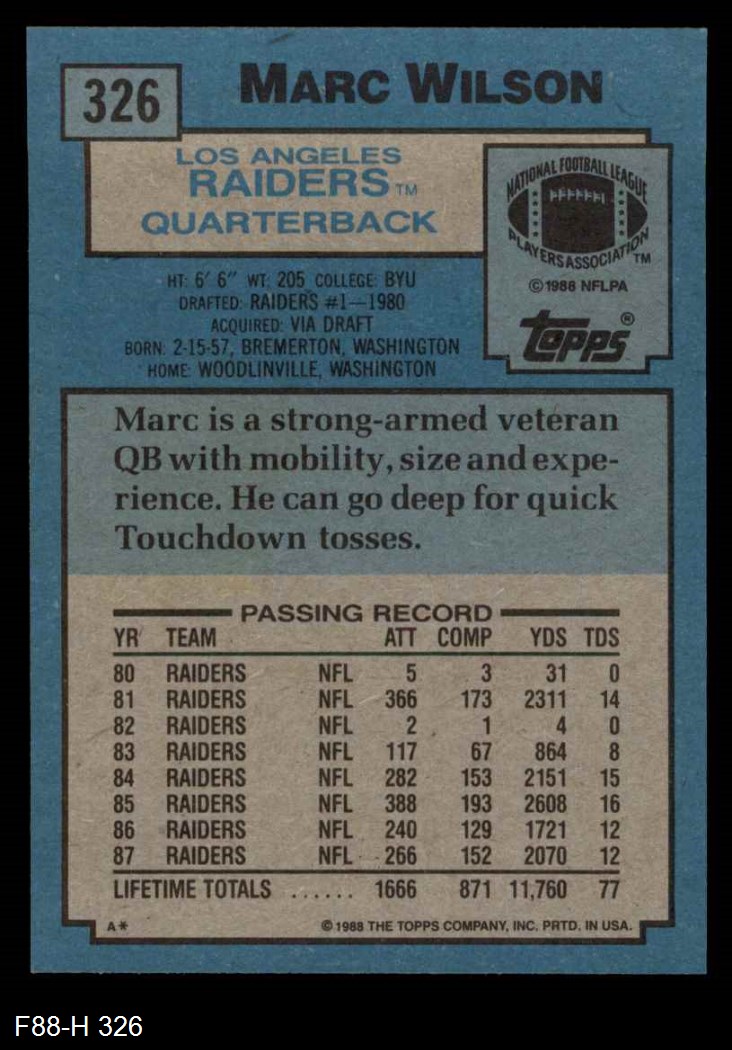 326
MARC WILSON
LOS ANGELES
RAIDERS TM
QUARTERBACK
NATIONAL FOOTBALL LEAGUE
PLAYERS ASSOCIATION TM
© 1988 NFLPA
TOPPS ®
HT: 6' 6" WT: 205 COLLEGE: BYU
DRAFTED: RAIDERS #1—1980
ACQUIRED: VIA DRAFT
BORN: 2-15-57, BREMERTON, WASHINGTON
HOME: WOODLINVILLE, WASHINGTON
Marc is a strong-armed veteran
QB with mobility, size and expe-
rience. He can go deep for quick
Touchdown tosses.
PASSING RECORD
YR TEAM ATT COMP YDS TDS
80 RAIDERS NFL 5 3 31 0
81 RAIDERS NFL 366 173 2311 14
82 RAIDERS NFL 2 1 4 0
83 RAIDERS NFL 117 67 864 8
84 RAIDERS NFL 282 153 2151 15
85 RAIDERS NFL 388 193 2608 16
86 RAIDERS NFL 240 129 1721 12
87 RAIDERS NFL 266 152 2070 12
LIFETIME TOTALS ...... 1666 871 11,760 77
A* © 1988 THE TOPPS COMPANY, INC. PRTD. IN USA.
F88-H 326